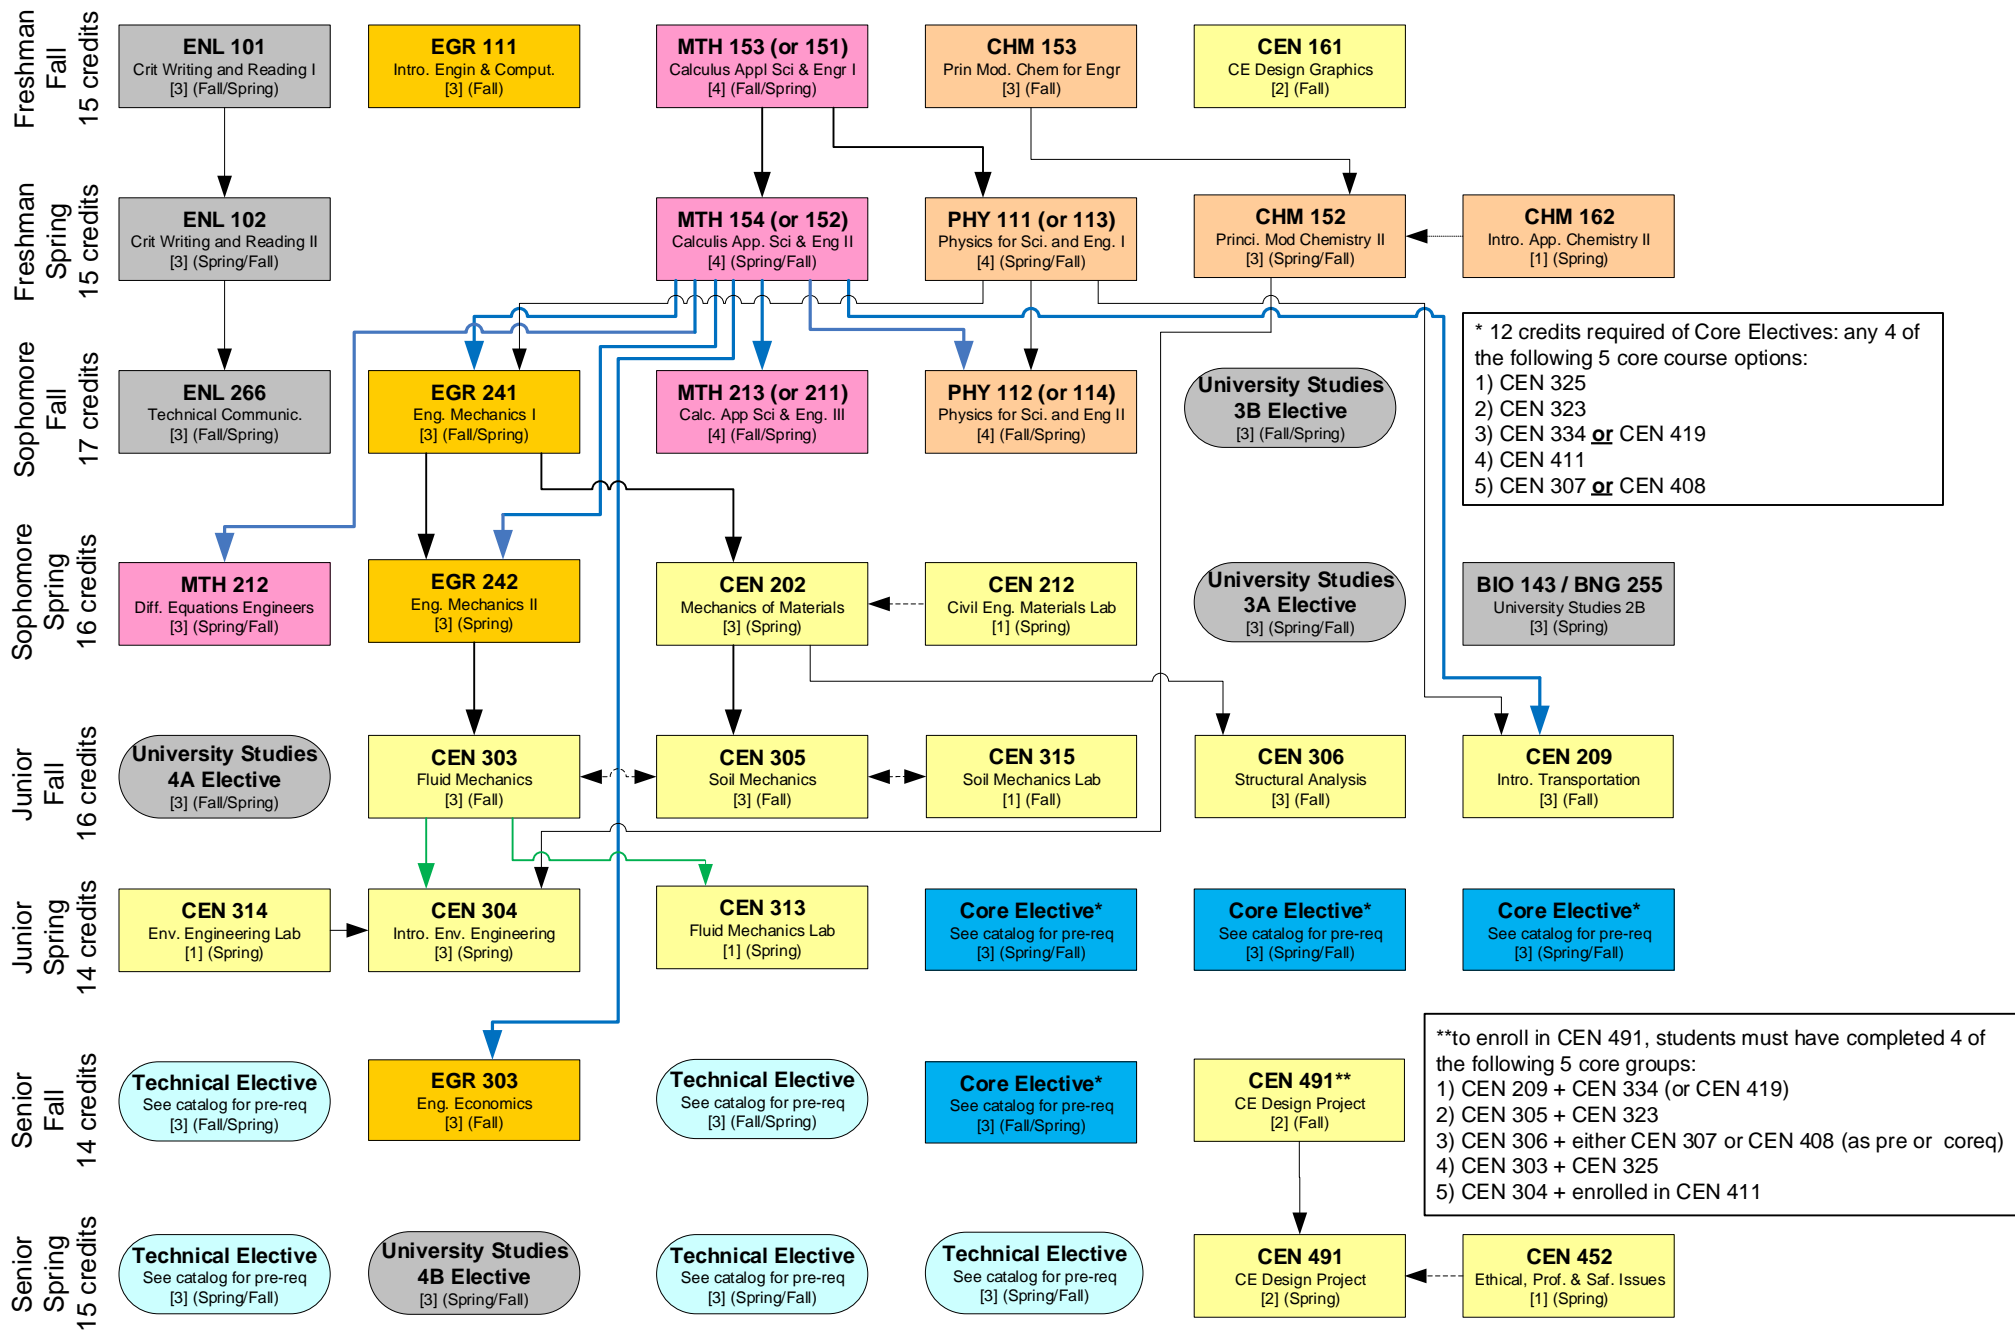 Freshman
Fall
15 credits
ENL 101
Crit Writing and Reading I
[3] (Fall/Spring)
EGR 111
Intro. Engin & Comput.
[3] (Fall)
MTH 153 (or 151)
Calculus Appl Sci & Engr I
[4] (Fall/Spring)
CHM 153
Prin Mod. Chem for Engr
[3] (Fall)
CEN 161
CE Design Graphics
[2] (Fall)
Freshman
Spring
15 credits
ENL 102
Crit Writing and Reading II
[3] (Spring/Fall)
MTH 154 (or 152)
Calculis App. Sci & Eng II
[4] (Spring/Fall)
PHY 111 (or 113)
Physics for Sci. and Eng. I
[4] (Spring/Fall)
CHM 152
Princi. Mod Chemistry II
[3] (Spring/Fall)
CHM 162
Intro. App. Chemistry II
[1] (Spring)
* 12 credits required of Core Electives: any 4 of
the following 5 core course options:
1) CEN 325
2) CEN 323
3) CEN 334 or CEN 419
4) CEN 411
5) CEN 307 or CEN 408
Sophomore
Fall
17 credits
ENL 266
Technical Communic.
[3] (Fall/Spring)
EGR 241
Eng. Mechanics I
[3] (Fall/Spring)
MTH 213 (or 211)
Calc. App Sci & Eng. III
[4] (Fall/Spring)
PHY 112 (or 114)
Physics for Sci. and Eng II
[4] (Fall/Spring)
University Studies
3B Elective
[3] (Fall/Spring)
Sophomore
Spring
16 credits
MTH 212
Diff. Equations Engineers
[3] (Spring/Fall)
EGR 242
Eng. Mechanics II
[3] (Spring)
CEN 202
Mechanics of Materials
[3] (Spring)
CEN 212
Civil Eng. Materials Lab
[1] (Spring)
University Studies
3A Elective
[3] (Spring/Fall)
BIO 143 / BNG 255
University Studies 2B
[3] (Spring)
Junior
Fall
16 credits
University Studies
4A Elective
[3] (Fall/Spring)
CEN 303
Fluid Mechanics
[3] (Fall)
CEN 305
Soil Mechanics
[3] (Fall)
CEN 315
Soil Mechanics Lab
[1] (Fall)
CEN 306
Structural Analysis
[3] (Fall)
CEN 209
Intro. Transportation
[3] (Fall)
Junior
Spring
14 credits
CEN 314
Env. Engineering Lab
[1] (Spring)
CEN 304
Intro. Env. Engineering
[3] (Spring)
CEN 313
Fluid Mechanics Lab
[1] (Spring)
Core Elective*
See catalog for pre-req
[3] (Spring/Fall)
Core Elective*
See catalog for pre-req
[3] (Spring/Fall)
Core Elective*
See catalog for pre-req
[3] (Spring/Fall)
Senior
Fall
14 credits
Technical Elective
See catalog for pre-req
[3] (Fall/Spring)
EGR 303
Eng. Economics
[3] (Fall)
Technical Elective
See catalog for pre-req
[3] (Fall/Spring)
Core Elective*
See catalog for pre-req
[3] (Fall/Spring)
CEN 491**
CE Design Project
[2] (Fall)
**to enroll in CEN 491, students must have completed 4 of
the following 5 core groups:
1) CEN 209 + CEN 334 (or CEN 419)
2) CEN 305 + CEN 323
3) CEN 306 + either CEN 307 or CEN 408 (as pre or coreq)
4) CEN 303 + CEN 325
5) CEN 304 + enrolled in CEN 411
Senior
Spring
15 credits
Technical Elective
See catalog for pre-req
[3] (Spring/Fall)
University Studies
4B Elective
[3] (Spring/Fall)
Technical Elective
See catalog for pre-req
[3] (Spring/Fall)
Technical Elective
See catalog for pre-req
[3] (Spring/Fall)
CEN 491
CE Design Project
[2] (Spring)
CEN 452
Ethical, Prof. & Saf. Issues
[1] (Spring)